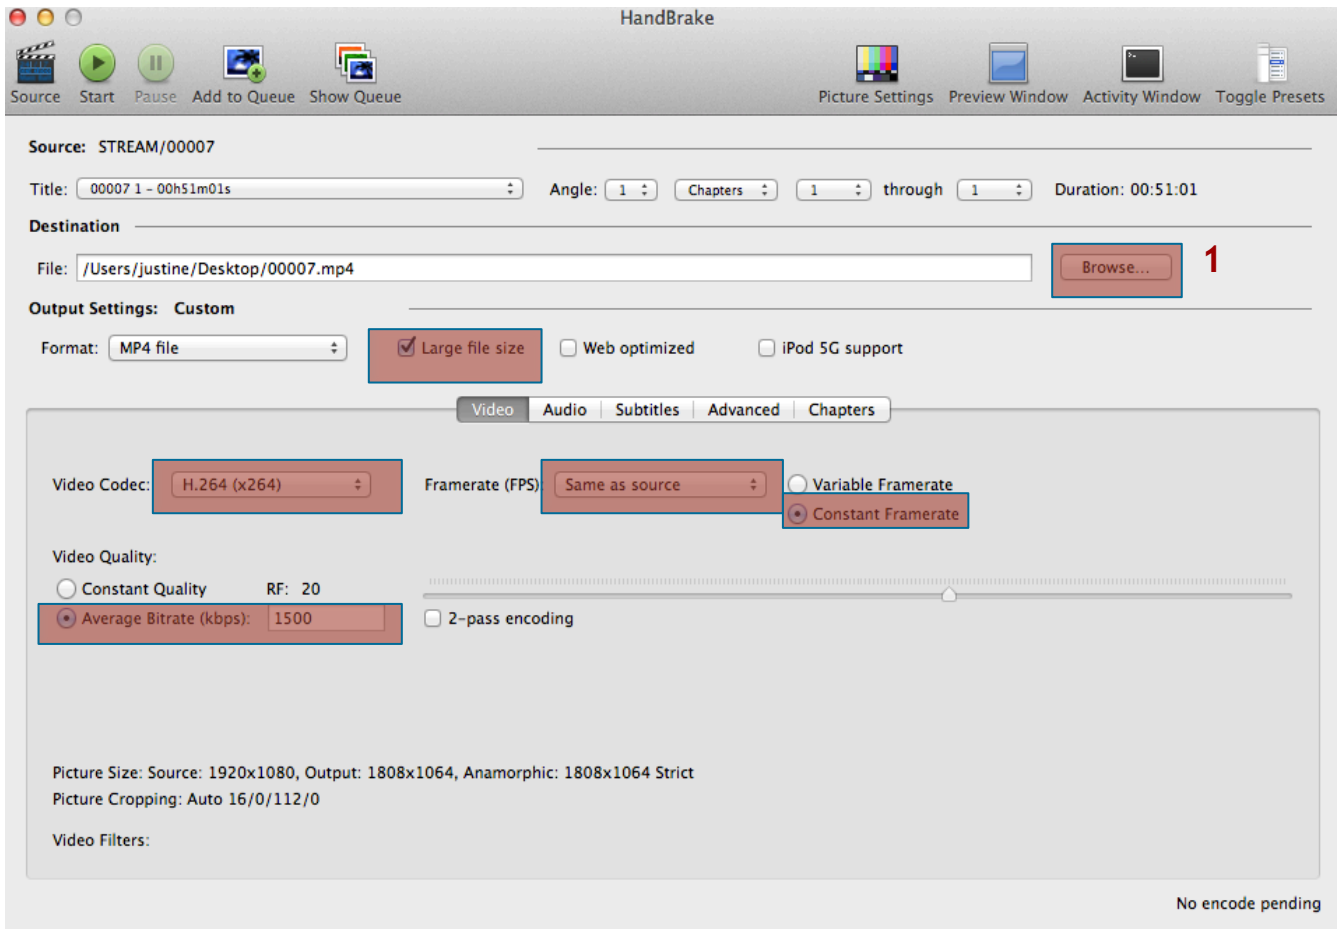 HandBrake
Source Start Pause Add to Queue Show Queue Picture Settings Preview Window Activity Window Toggle Presets
Source: STREAM/00007
Title: 00007 1 - 00h51m01s Angle: 1 Chapters 1 through 1 Duration: 00:51:01
Destination
File: /Users/justine/Desktop/00007.mp4 Browse... 1
Output Settings: Custom
Format: MP4 file Large file size Web optimized iPod 5G support
Video Audio Subtitles Advanced Chapters
Video Codec: H.264 (x264) Framerate (FPS): Same as source Variable Framerate
Constant Framerate
Video Quality:
Constant Quality RF: 20
Average Bitrate (kbps): 1500 2-pass encoding
Picture Size: Source: 1920x1080, Output: 1808x1064, Anamorphic: 1808x1064 Strict
Picture Cropping: Auto 16/0/112/0
Video Filters:
No encode pending